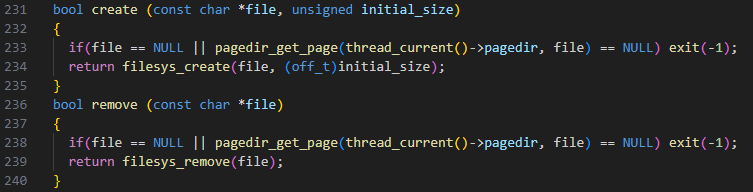 231 bool create (const char *file, unsigned initial_size)
232 {
233   if(file == NULL || pagedir_get_page(thread_current()->pagedir, file) == NULL) exit(-1);
234   return filesys_create(file, (off_t)initial_size);
235 }
236 bool remove (const char *file)
237 {
238   if(file == NULL || pagedir_get_page(thread_current()->pagedir, file) == NULL) exit(-1);
239   return filesys_remove(file);
240 }